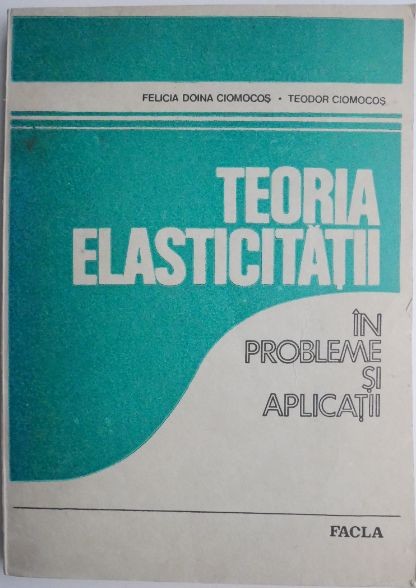 FELICIA DOINA CIOMOCOȘ • TEODOR CIOMOCOȘ
TEORIA
ELASTICITĂȚII
ÎN
PROBLEME
ȘI
APLICAȚII
FACLA